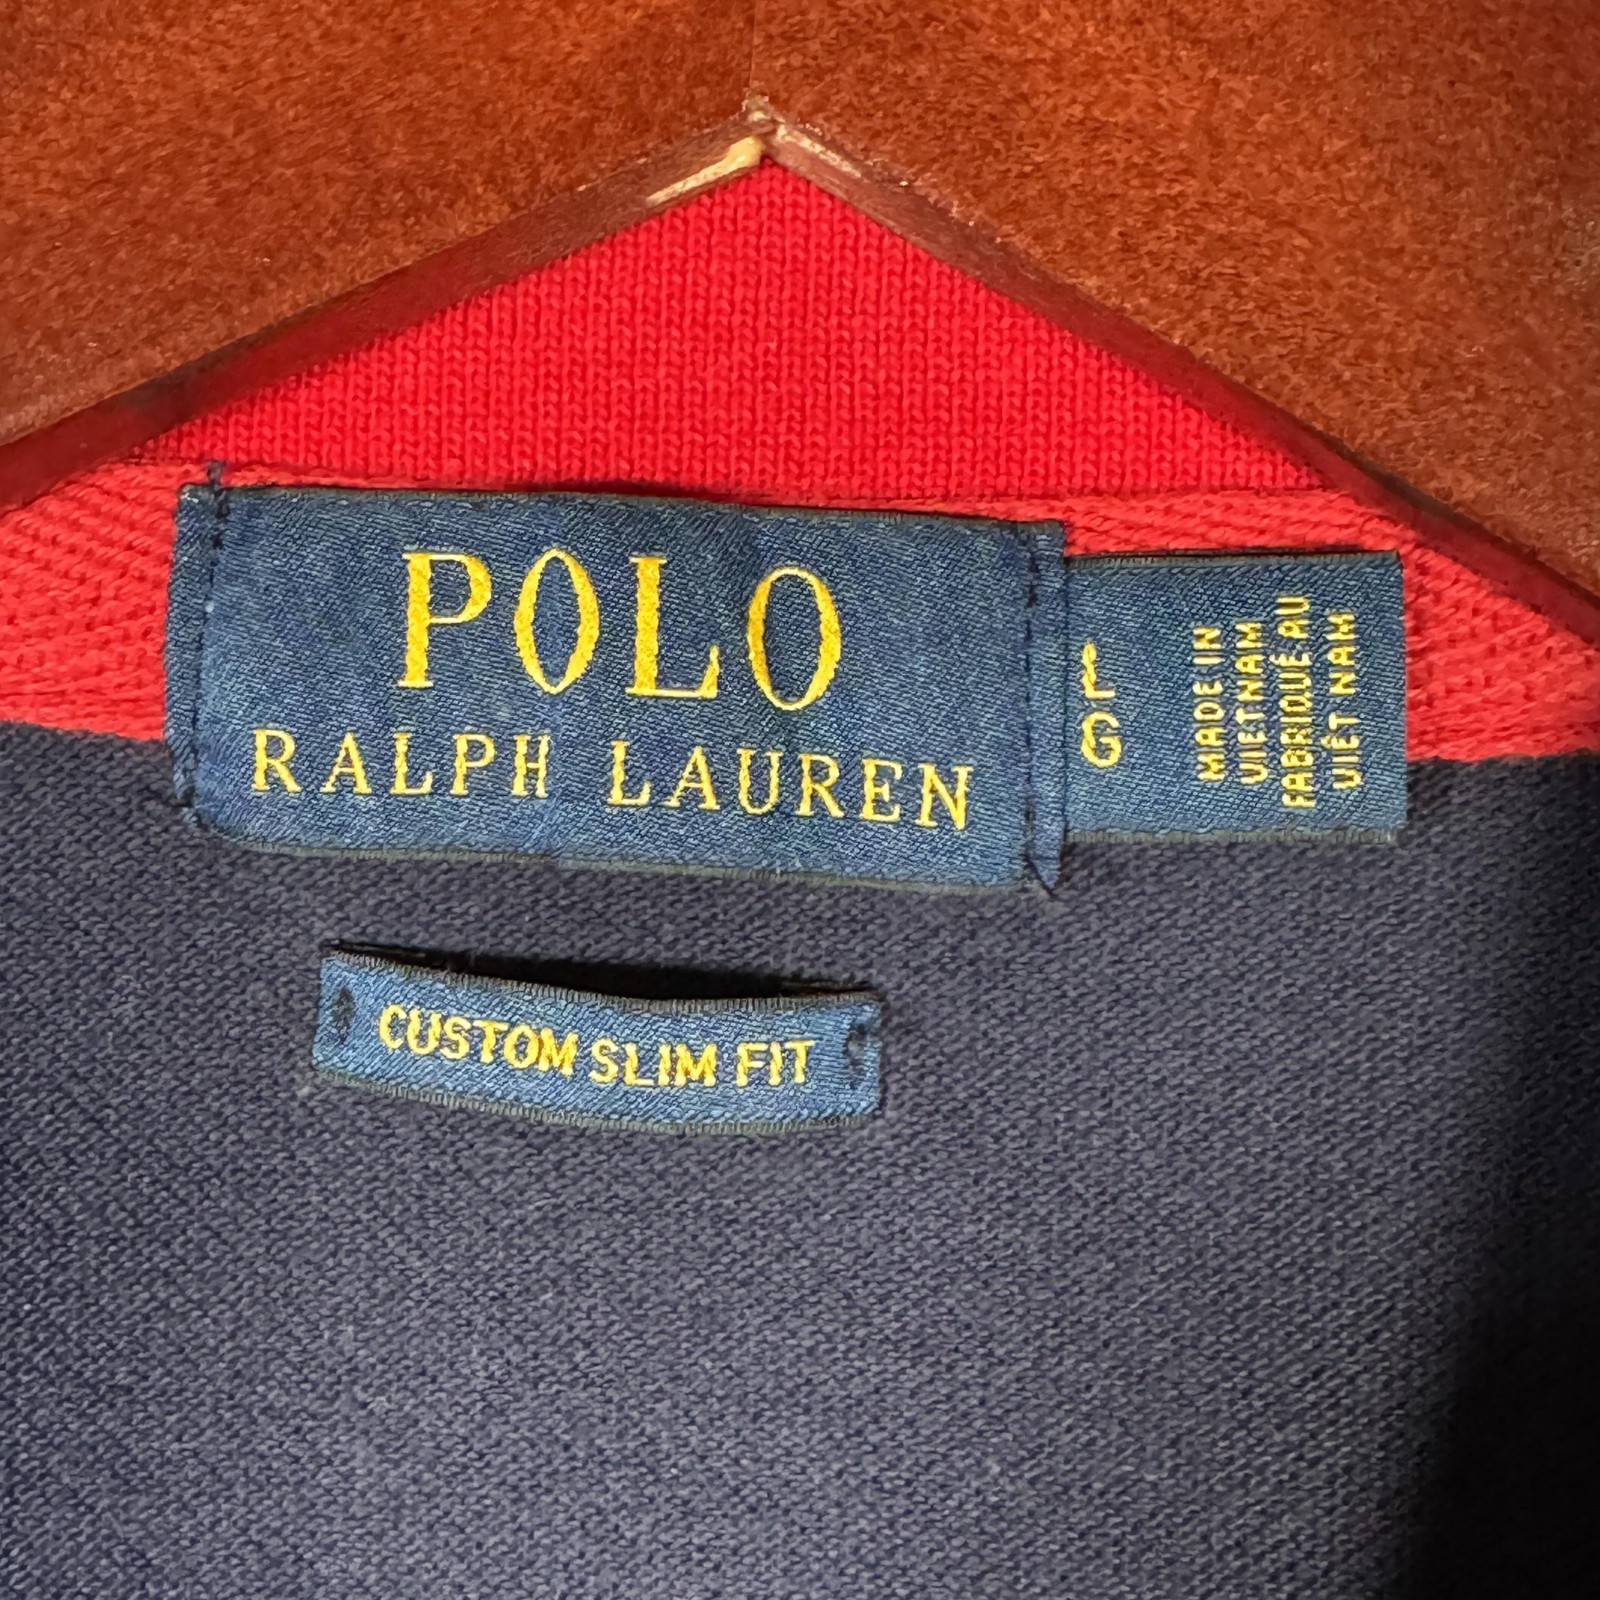 POLO
RALPH LAUREN
L
G
MADE IN
VIETNAM
FABRIQUÉ AU
VIÊT NAM
CUSTOM SLIM FIT